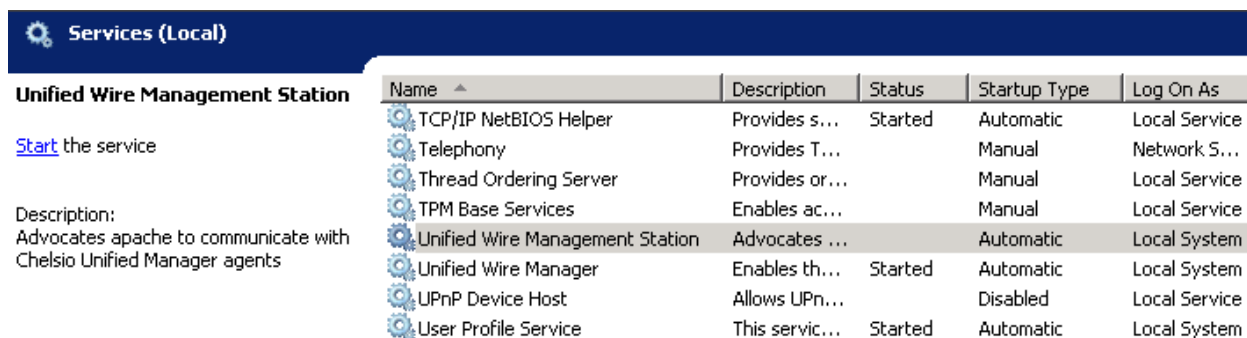 Services (Local)
Unified Wire Management Station
Start the service
Description:
Advocates apache to communicate with
Chelsio Unified Manager agents
Name Description Status Startup Type Log On As
TCP/IP NetBIOS Helper Provides s... Started Automatic Local Service
Telephony Provides T... Manual Network S...
Thread Ordering Server Provides or... Manual Local Service
TPM Base Services Enables ac... Manual Local Service
Unified Wire Management Station Advocates ... Automatic Local System
Unified Wire Manager Enables th... Started Automatic Local System
UPnP Device Host Allows UPn... Disabled Local Service
User Profile Service This servic... Started Automatic Local System